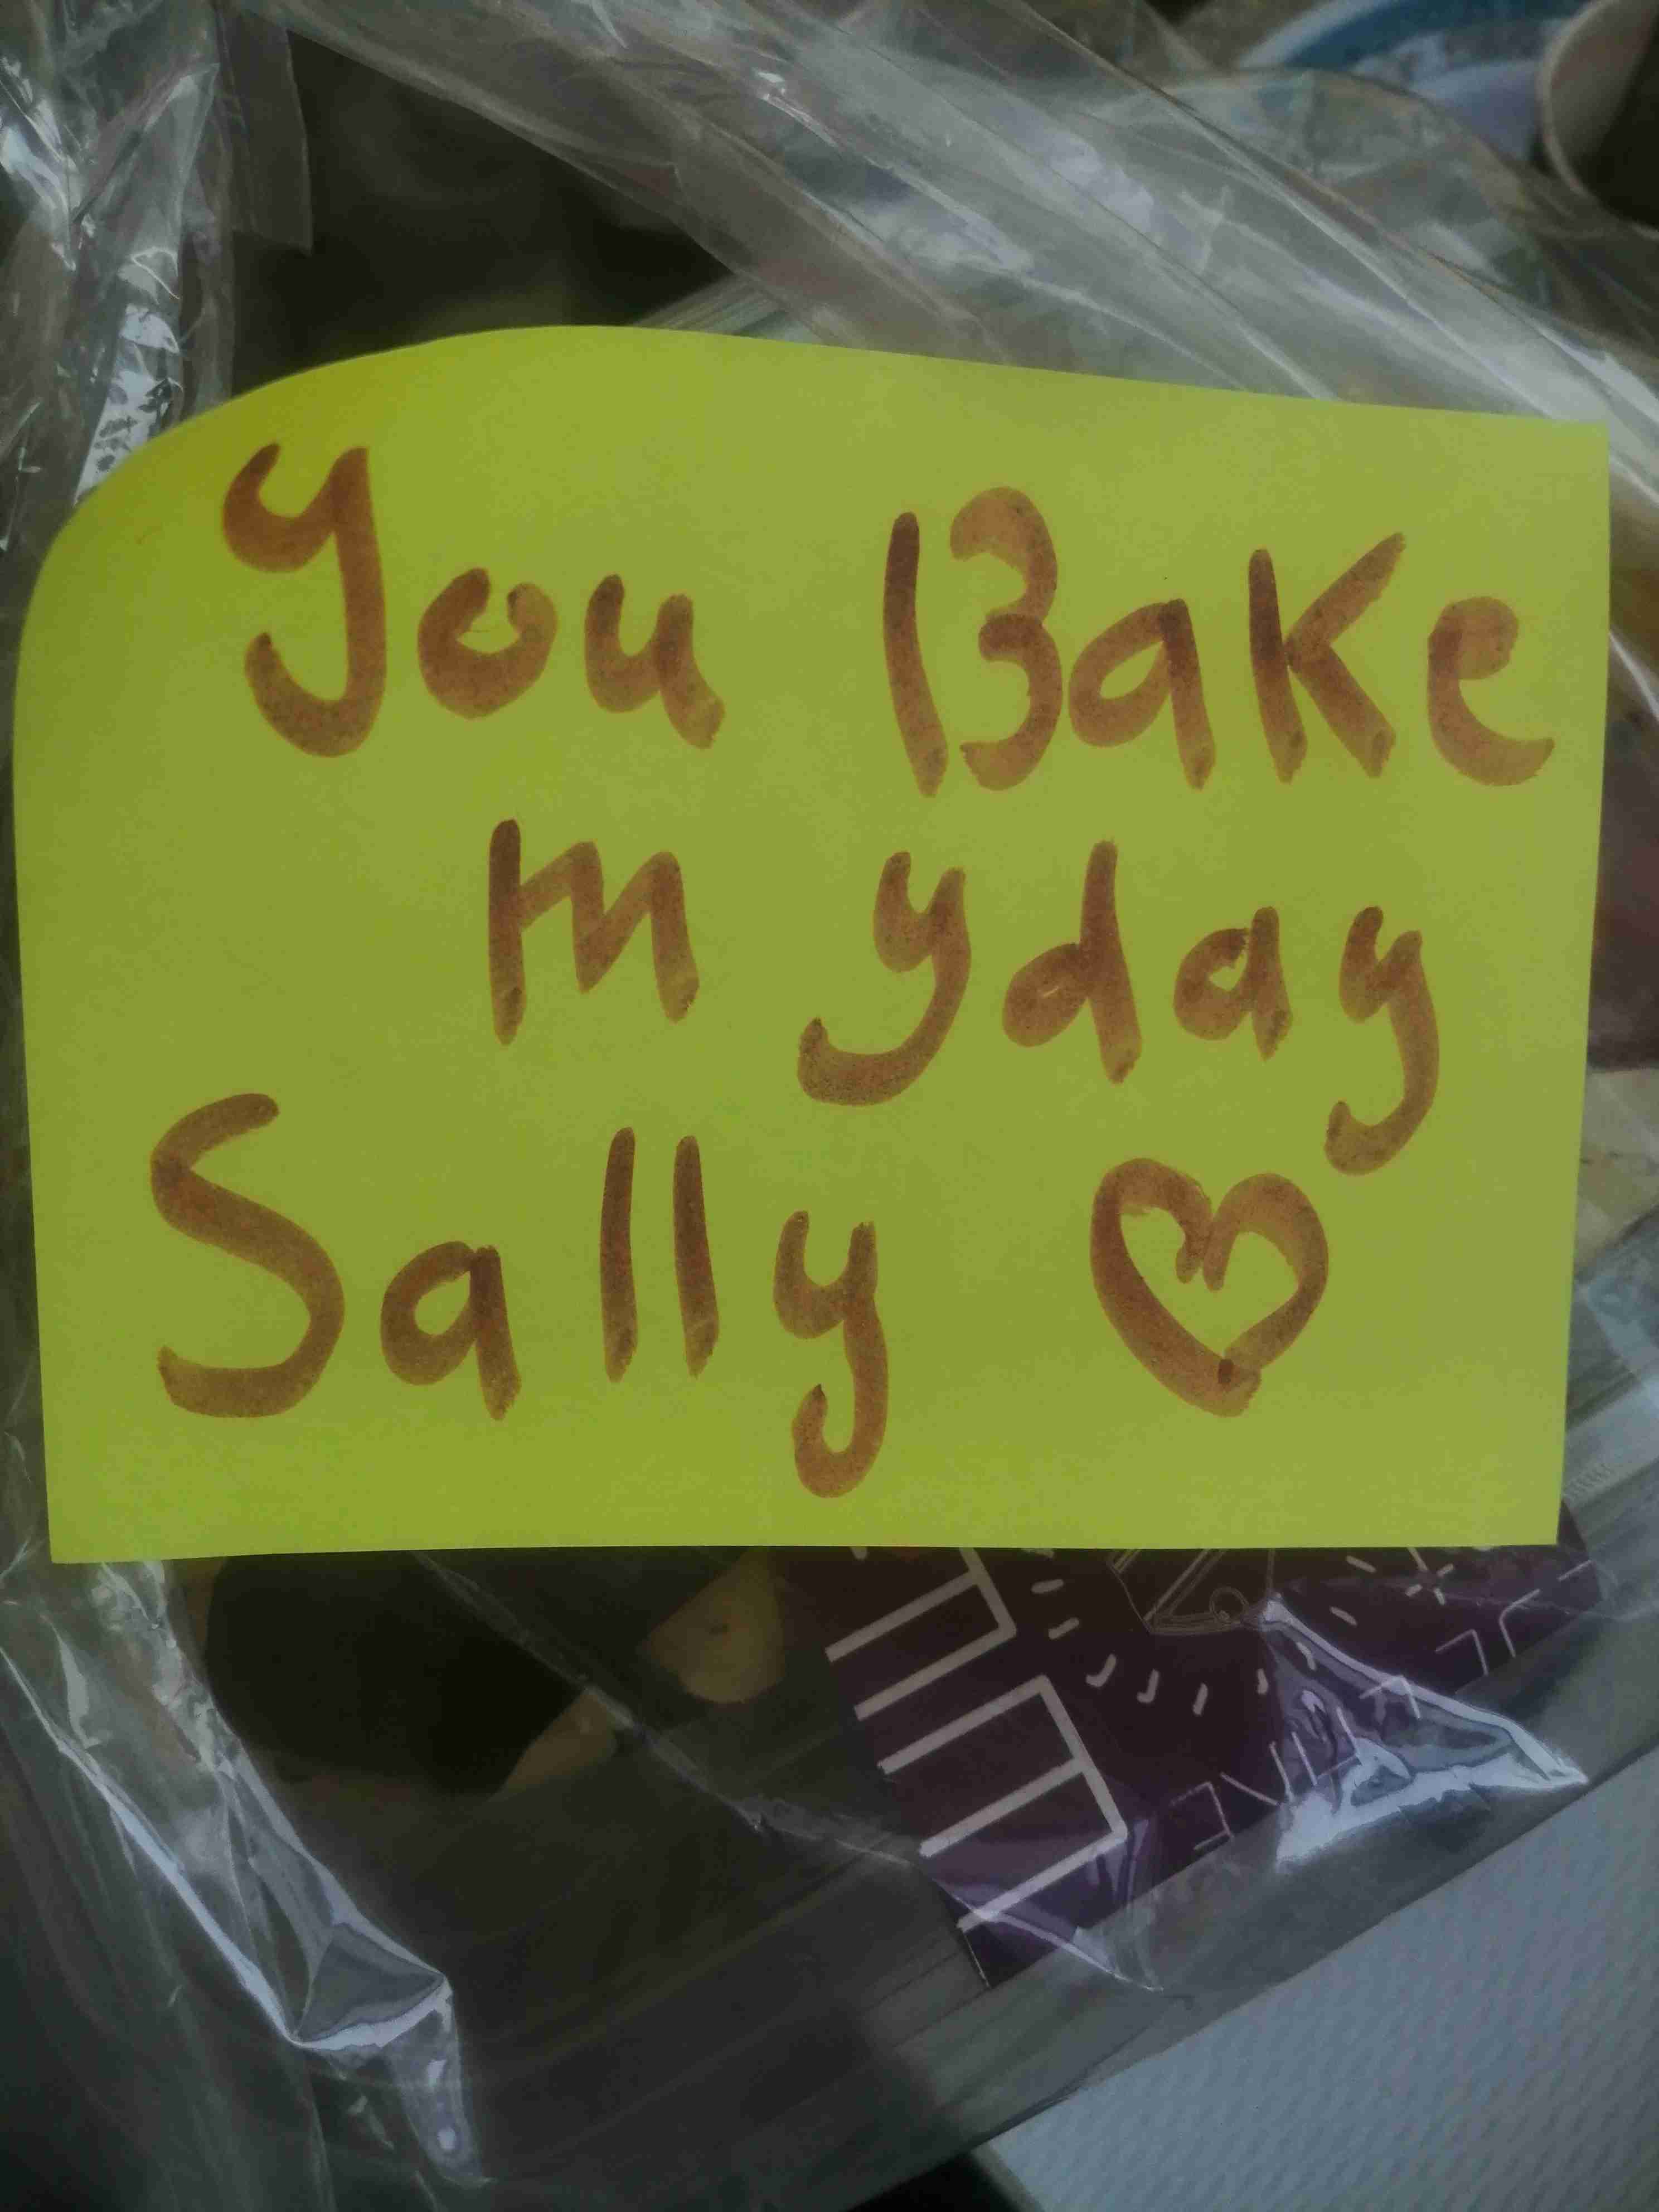 You Bake
m yday
Sally ♡